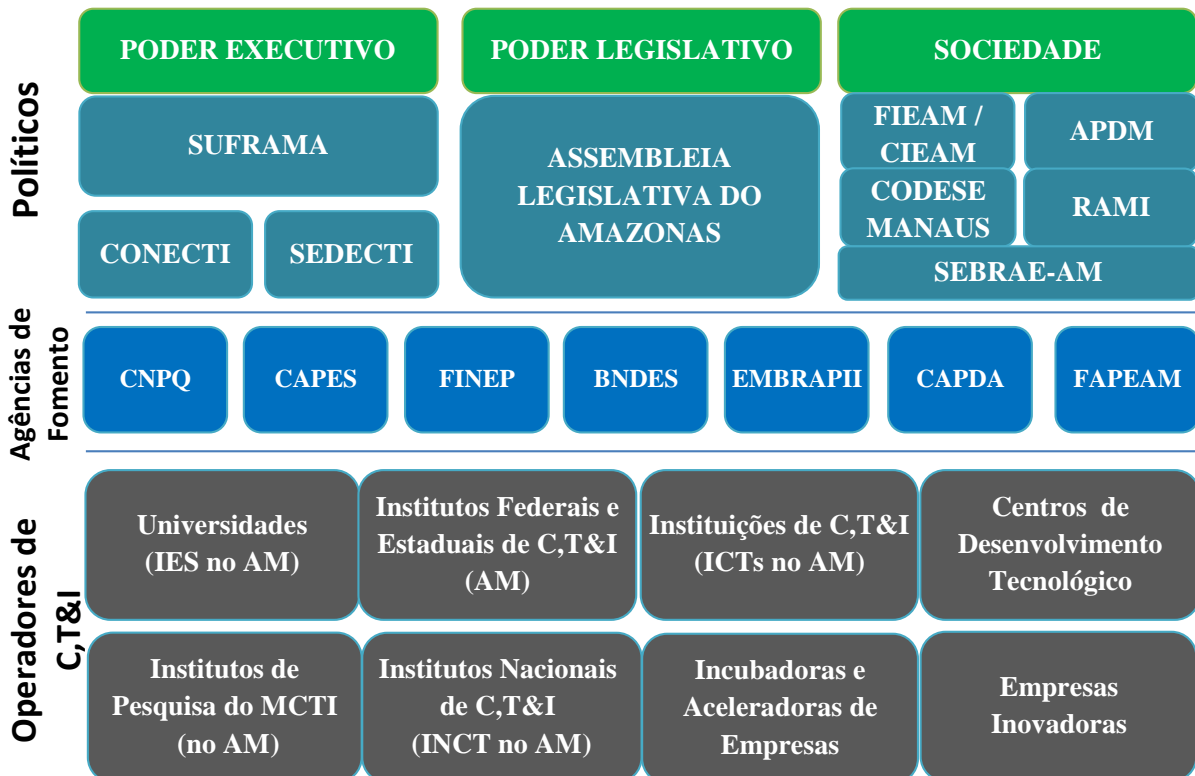 Políticos
PODER EXECUTIVO
PODER LEGISLATIVO
SOCIEDADE
SUFRAMA
CONECTI
SEDECTI
ASSEMBLEIA
LEGISLATIVA DO
AMAZONAS
FIEAM /
CIEAM
APDM
CODESE
MANAUS
RAMI
SEBRAE-AM
Agências de
Fomento
CNPQ
CAPES
FINEP
BNDES
EMBRAPII
CAPDA
FAPEAM
Operadores de
C,T&I
Universidades
(IES no AM)
Institutos Federais e
Estaduais de C,T&I
(AM)
Instituições de C,T&I
(ICTs no AM)
Centros de
Desenvolvimento
Tecnológico
Institutos de
Pesquisa do MCTI
(no AM)
Institutos Nacionais
de C,T&I
(INCT no AM)
Incubadoras e
Aceleradoras de
Empresas
Empresas
Inovadoras